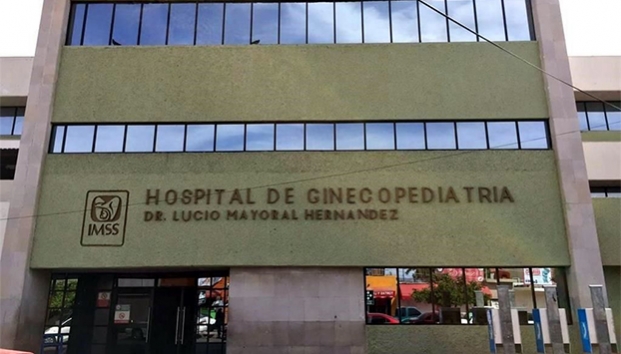 HOSPITAL DE GINECOPEDIATRIA
DR. LUCIO MAYORAL HERNANDEZ
IMSS